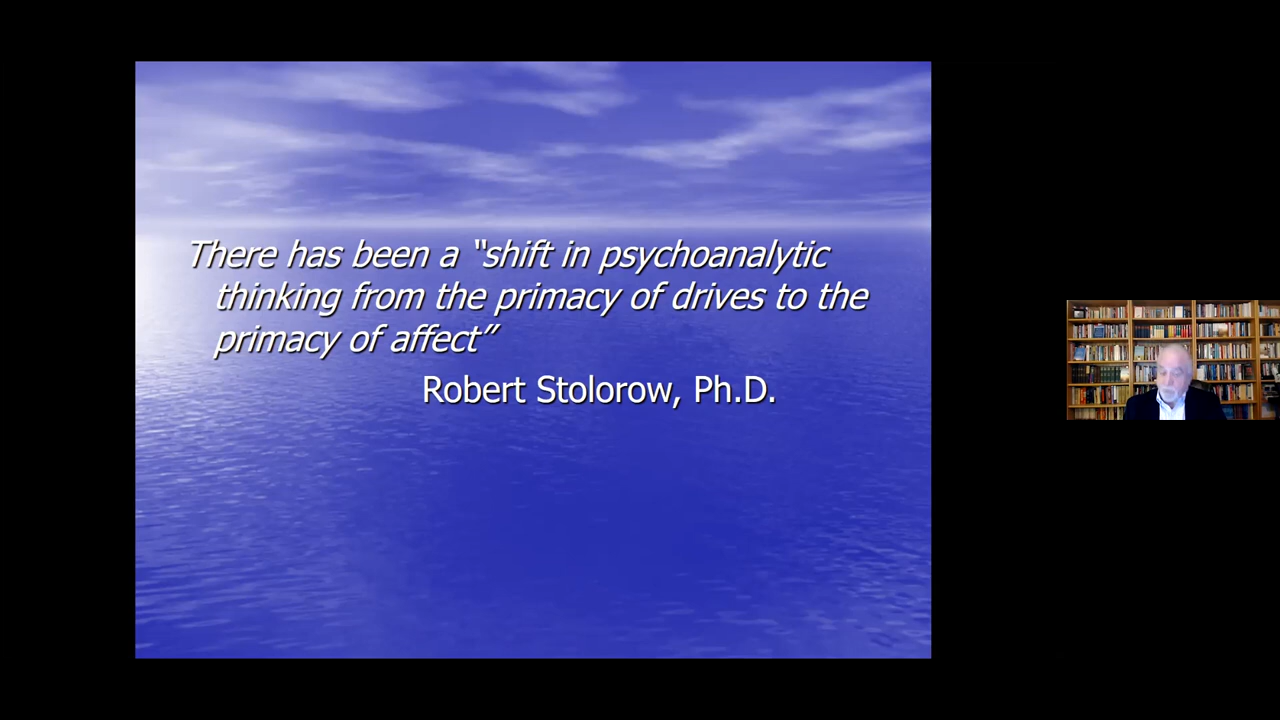 There has been a “shift in psychoanalytic
thinking from the primacy of drives to the
primacy of affect”
Robert Stolorow, Ph.D.